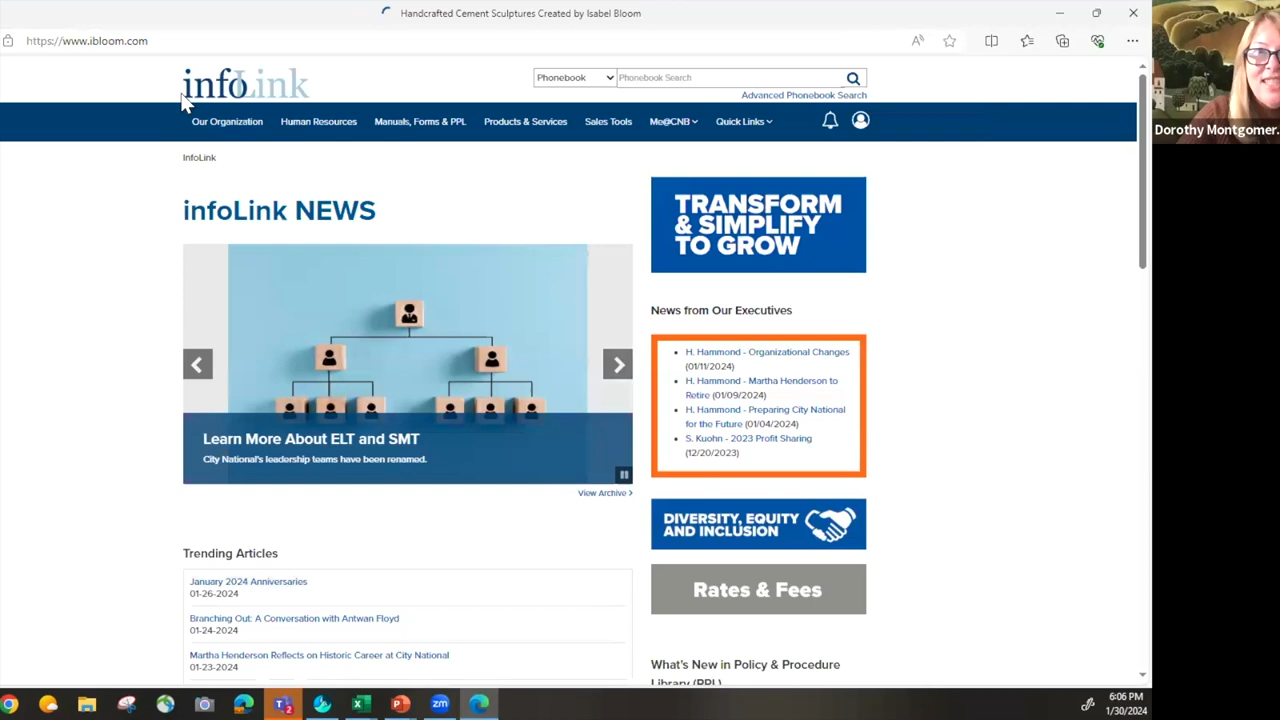 Handcrafted Cement Sculptures Created by Isabel Bloom
https://www.ibloom.com
infoLink
Phonebook
Phonebook Search
Advanced Phonebook Search
Our Organization
Human Resources
Manuals, Forms & PPL
Products & Services
Sales Tools
Me@CNB
Quick Links
InfoLink
infoLink NEWS
Learn More About ELT and SMT
City National's leadership teams have been renamed.
View Archive >
Trending Articles
January 2024 Anniversaries
01-26-2024
Branching Out: A Conversation with Antwan Floyd
01-24-2024
Martha Henderson Reflects on Historic Career at City National
01-23-2024
TRANSFORM
& SIMPLIFY
TO GROW
News from Our Executives
H. Hammond - Organizational Changes
(01/11/2024)
H. Hammond - Martha Henderson to
Retire (01/09/2024)
H. Hammond - Preparing City National
for the Future (01/04/2024)
S. Kuohn - 2023 Profit Sharing
(12/20/2023)
DIVERSITY, EQUITY
AND INCLUSION
Rates & Fees
What's New in Policy & Procedure
Library (PPL)
Dorothy Montgomer.
6:06 PM
1/30/2024